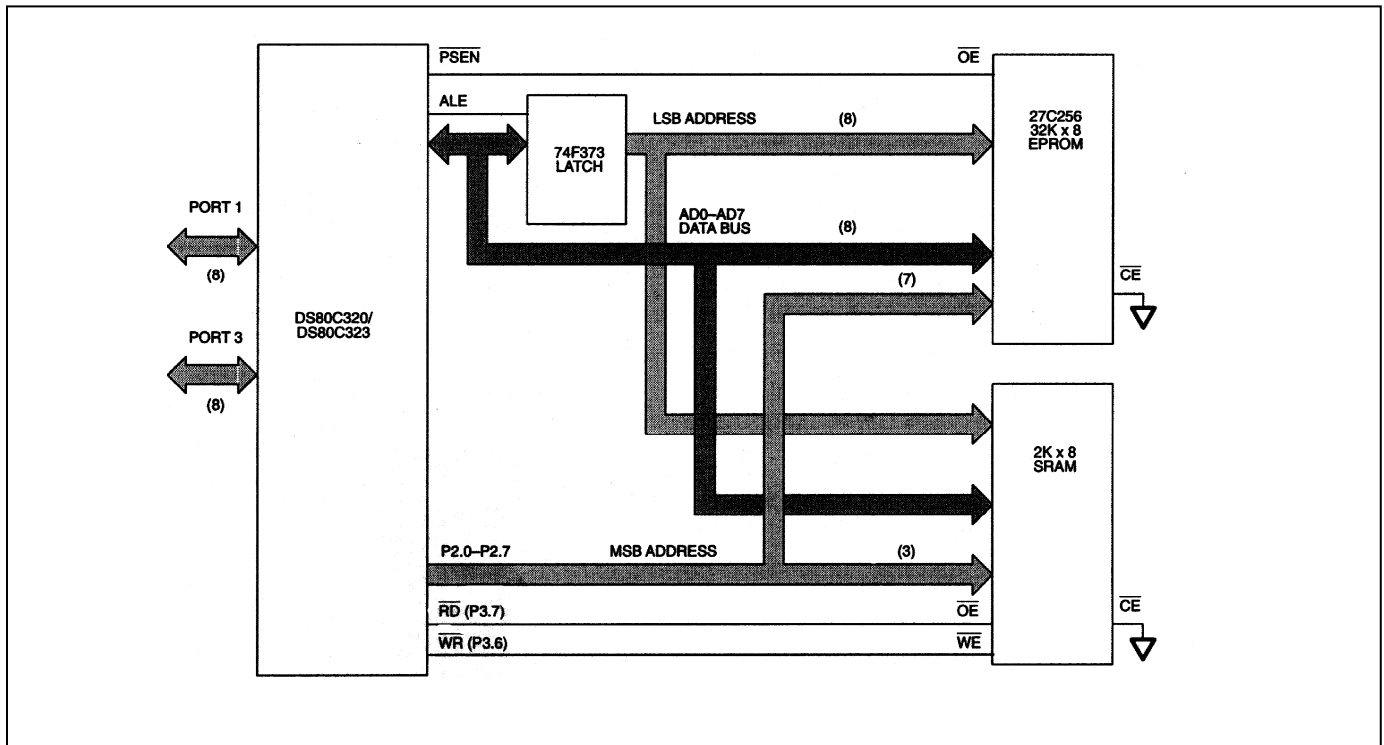 PSEN
OE
ALE
LSB ADDRESS
(8)
27C256
32K x 8
EPROM
74F373
LATCH
PORT 1
(8)
AD0–AD7
DATA BUS
(8)
(7)
CE
DS80C320/
DS80C323
PORT 3
(8)
2K x 8
SRAM
P2.0–P2.7
MSB ADDRESS
(3)
RD (P3.7)
OE
CE
WR (P3.6)
WE